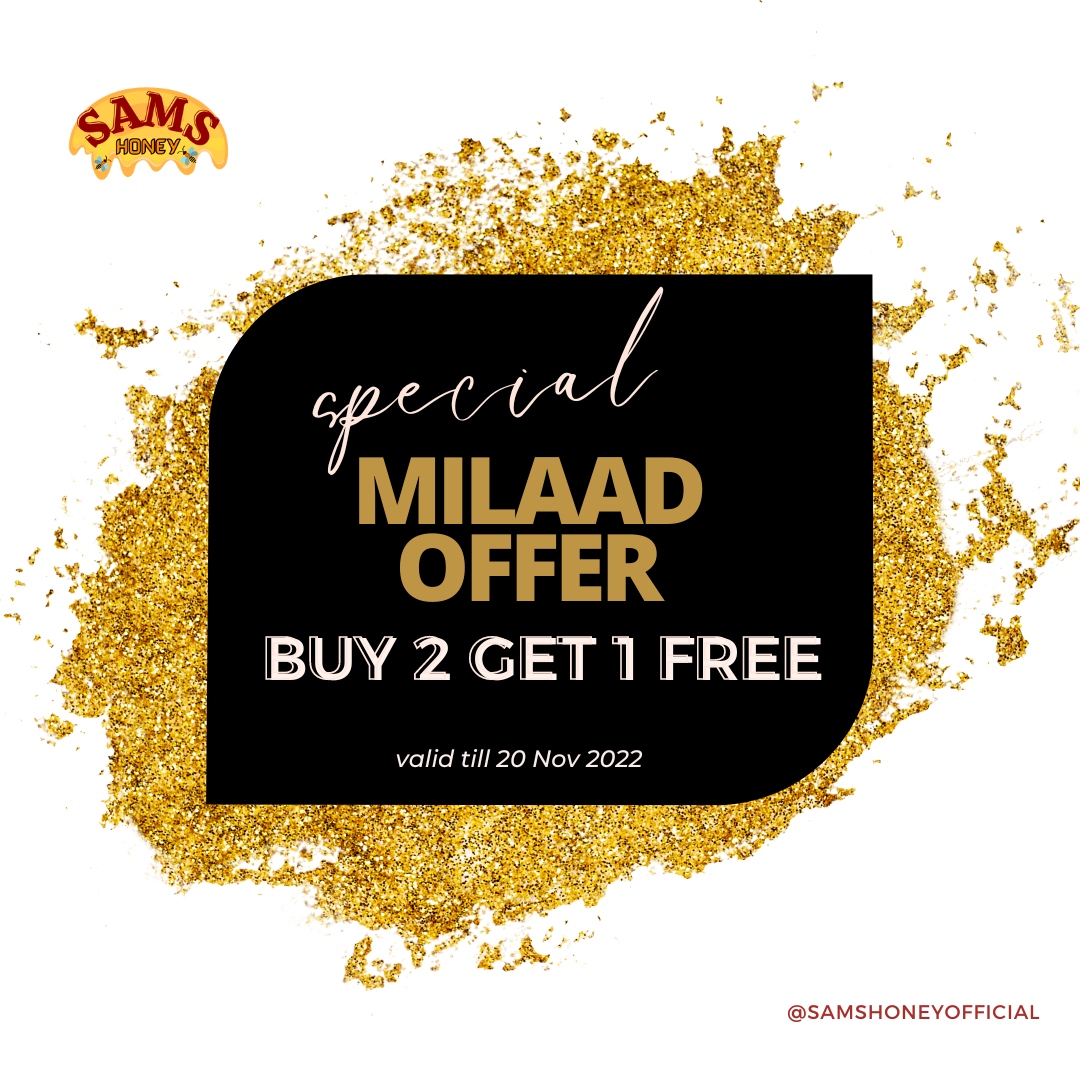 SAMS
HONEY
special
MILAAD
OFFER
BUY 2 GET 1 FREE
valid till 20 Nov 2022
@SAMSHONEYOFFICIAL